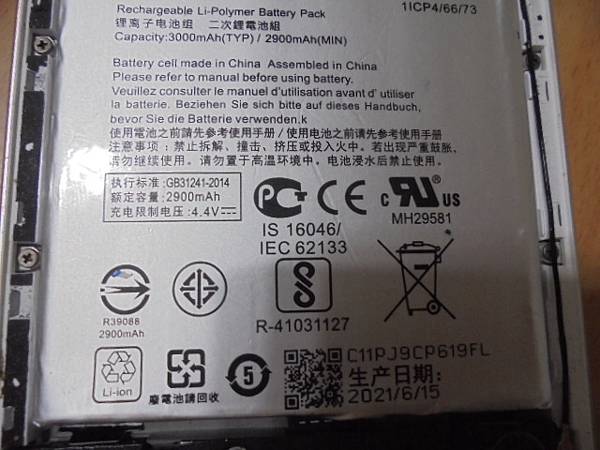 Rechargeable Li-Polymer Battery Pack
1ICP4/66/73
锂离子电池组 二次鋰電池組
Capacity:3000mAh(TYP) / 2900mAh(MIN)
Battery cell made in China Assembled in China
Please refer to manual before using battery.
Veuillez consulter le manuel d'utilisation avant d' utiliser
la batterie. Beziehen Sie sich bitte auf dieses Handbuch,
bevor Sie die Batterie verwenden.k
使用電池之前請先參考使用手冊/使用电池之前请先参考使用手册
注意事项：禁止拆解、撞击、挤压或投入火中。若出现严重鼓胀，
请勿继续使用。请勿置于高温环境中。电池浸水后禁止使用。
执行标准:GB31241-2014
额定容量:2900mAh
充电限制电压:4.4V
PCT CE c RU US
MH29581
IS 16046/
IEC 62133
R39088
2900mAh
R-41031127
Li-ion
廢電池請回收
5
C11PJ9CP619FL
生产日期:
2021/6/15